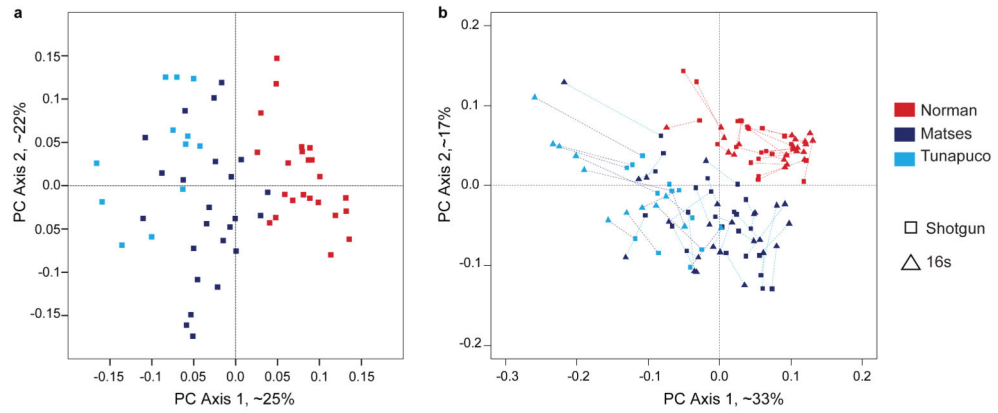 a
PC Axis 2, ~22%
0.15
0.1
0.05
0.0
0.05
-0.1
-0.15
-0.15
-0.1
-0.05
0.0
0.05
0.1
0.15
PC Axis 1, ~25%
b
PC Axis 2,~17%
0.2
0.1
0.0
-0.1
-0.2
-0.3
-0.2
-0.1
0.0
0.1
0.2
PC Axis 1, ~33%
Norman
Matses
Tunapuco
Shotgun
16s